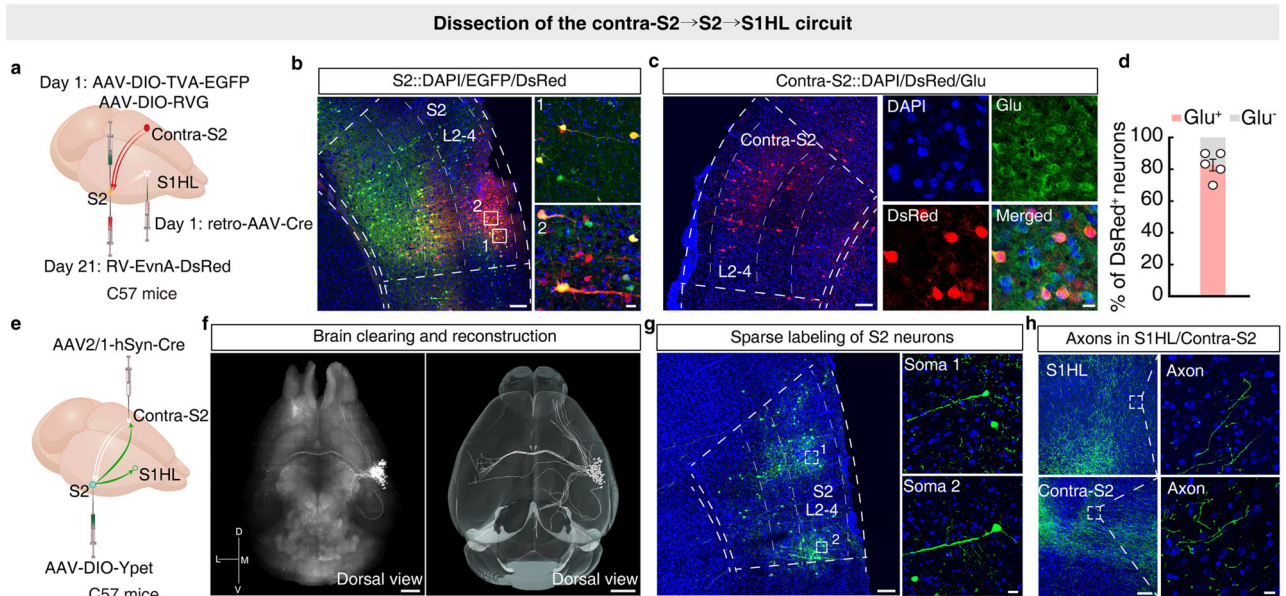 Dissection of the contra-S2→S2→S1HL circuit
a
Day 1: AAV-DIO-TVA-EGFP
AAV-DIO-RVG
Contra-S2
S1HL
S2
Day 1: retro-AAV-Cre
Day 21: RV-EvnA-DsRed
C57 mice
b
S2::DAPI/EGFP/DsRed
S2
L2-4
2
1
1
2
c
Contra-S2::DAPI/DsRed/Glu
Contra-S2
L2-4
DAPI
Glu
DsRed
Merged
d
Glu⁺ Glu⁻
% of DsRed⁺ neurons
100
80
60
40
20
0
e
AAV2/1-hSyn-Cre
Contra-S2
S1HL
S2
AAV-DIO-Ypet
C57 mice
f
Brain clearing and reconstruction
D
L M
V
Dorsal view
Dorsal view
g
Sparse labeling of S2 neurons
1
S2
L2-4
2
Soma 1
Soma 2
h
Axons in S1HL/Contra-S2
S1HL
Axon
Contra-S2
Axon